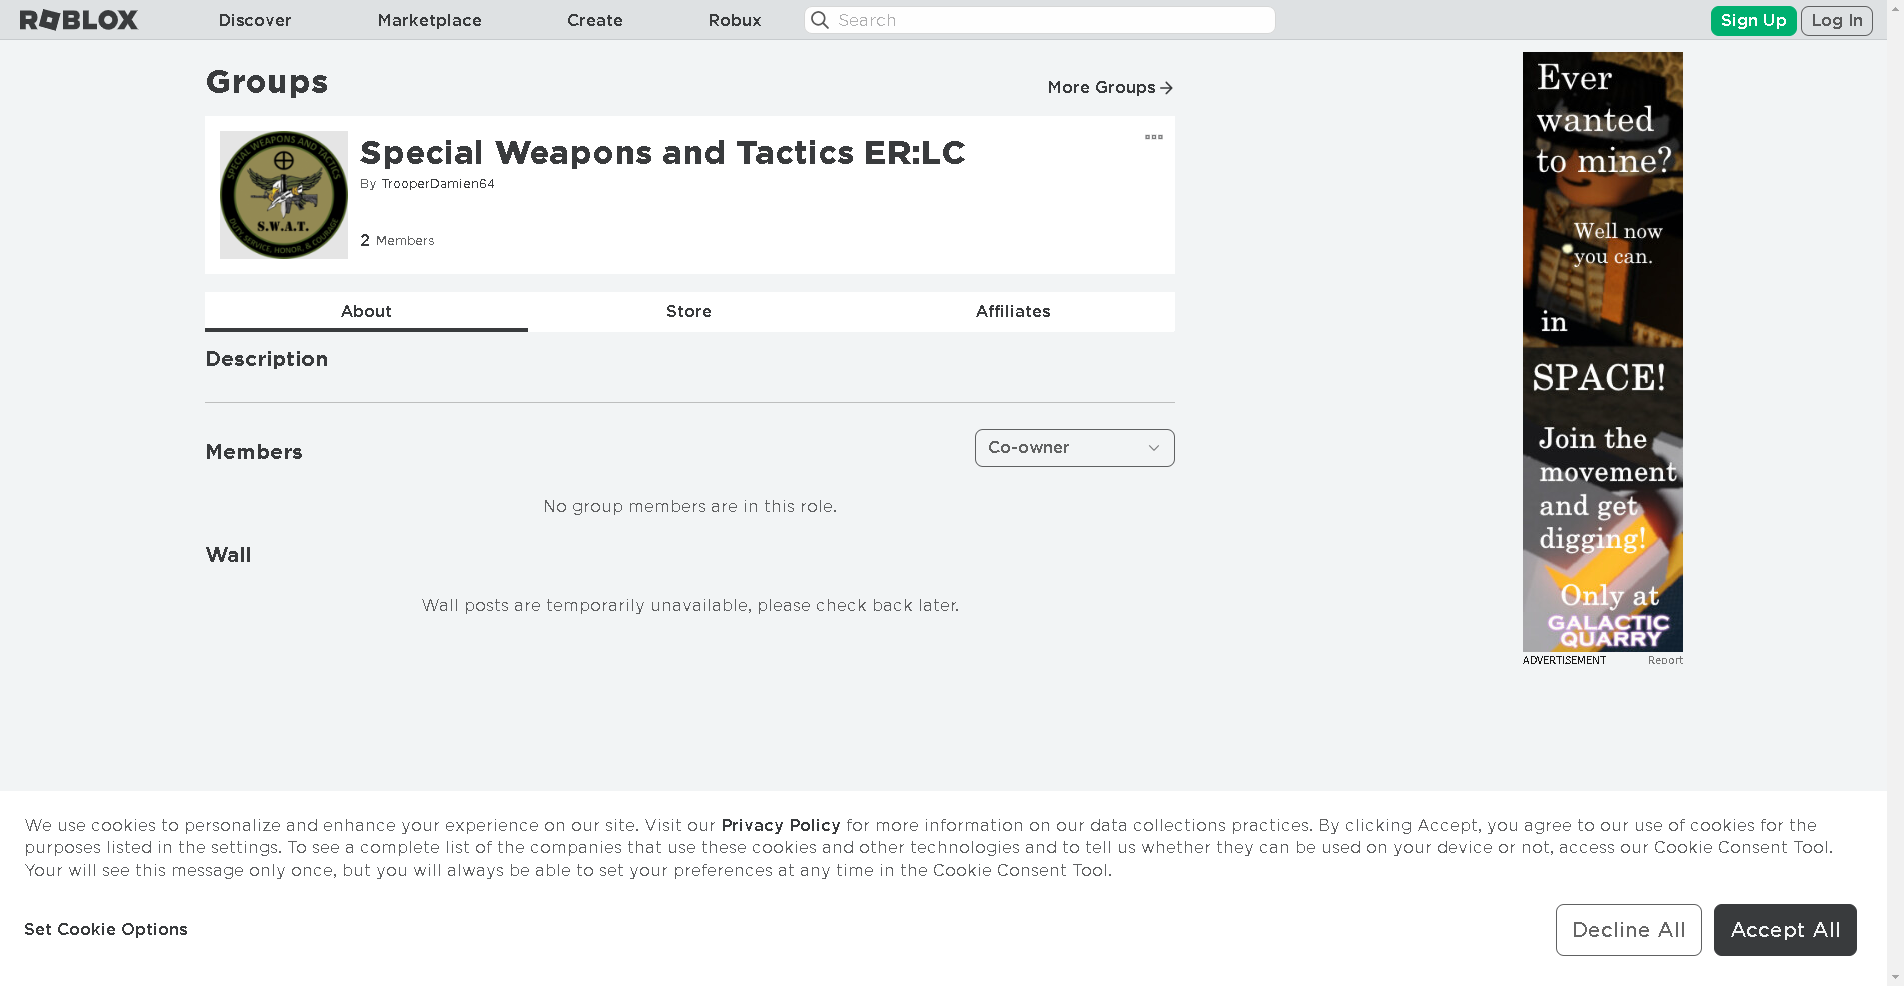 ROBLOX Discover Marketplace Create Robux Search Sign Up Log In
Groups
More Groups
SPECIAL WEAPONS AND TACTICS
S.W.A.T.
DUTY, SERVICE, HONOR, & COURAGE
Special Weapons and Tactics ER:LC
By TrooperDamien64
2 Members
About Store Affiliates
Description
Members
Co-owner
No group members are in this role.
Wall
Wall posts are temporarily unavailable, please check back later.
Ever
wanted
to mine?
Well now
you can.
in
SPACE!
Join the
movement
and get
digging!
Only at
GALACTIC
QUARRY
ADVERTISEMENT Report
We use cookies to personalize and enhance your experience on our site. Visit our Privacy Policy for more information on our data collections practices. By clicking Accept, you agree to our use of cookies for the
purposes listed in the settings. To see a complete list of the companies that use these cookies and other technologies and to tell us whether they can be used on your device or not, access our Cookie Consent Tool.
Your will see this message only once, but you will always be able to set your preferences at any time in the Cookie Consent Tool.
Set Cookie Options
Decline All
Accept All